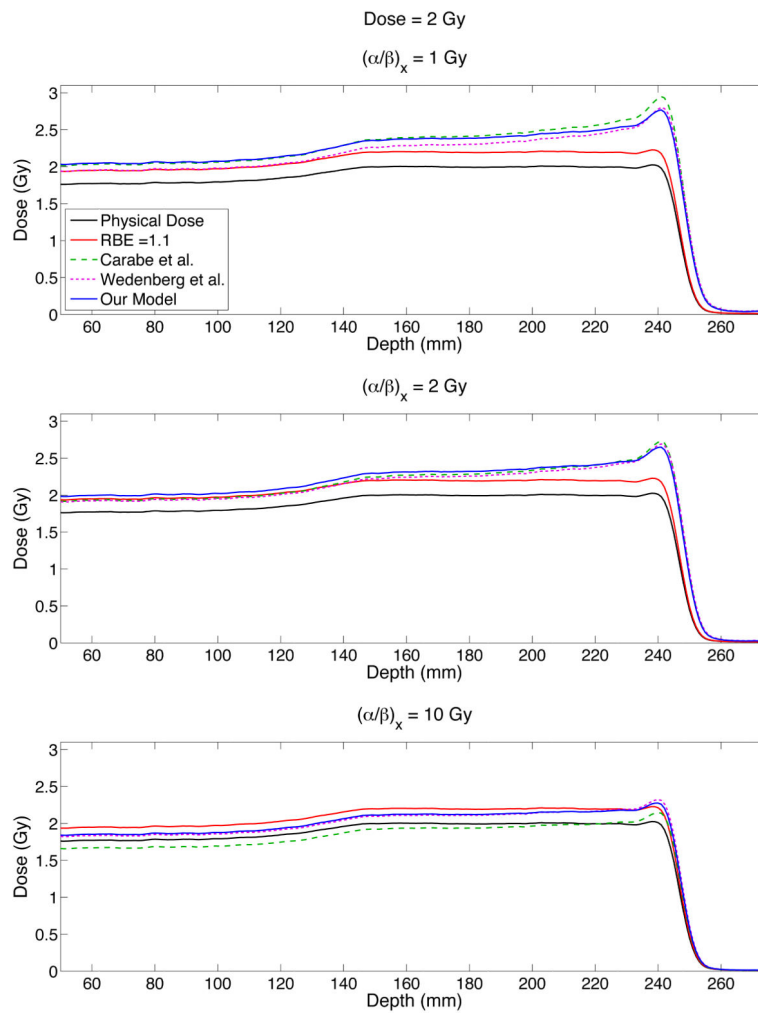 Dose = 2 Gy
(α/β)x = 1 Gy
3
2.5
2
1.5
1
0.5
0
Dose (Gy)
Physical Dose
RBE =1.1
Carabe et al.
Wedenberg et al.
Our Model
60 80 100 120 140 160 180 200 220 240 260
Depth (mm)
(α/β)x = 2 Gy
3
2.5
2
1.5
1
0.5
0
Dose (Gy)
60 80 100 120 140 160 180 200 220 240 260
Depth (mm)
(α/β)x = 10 Gy
3
2.5
2
1.5
1
0.5
0
Dose (Gy)
60 80 100 120 140 160 180 200 220 240 260
Depth (mm)